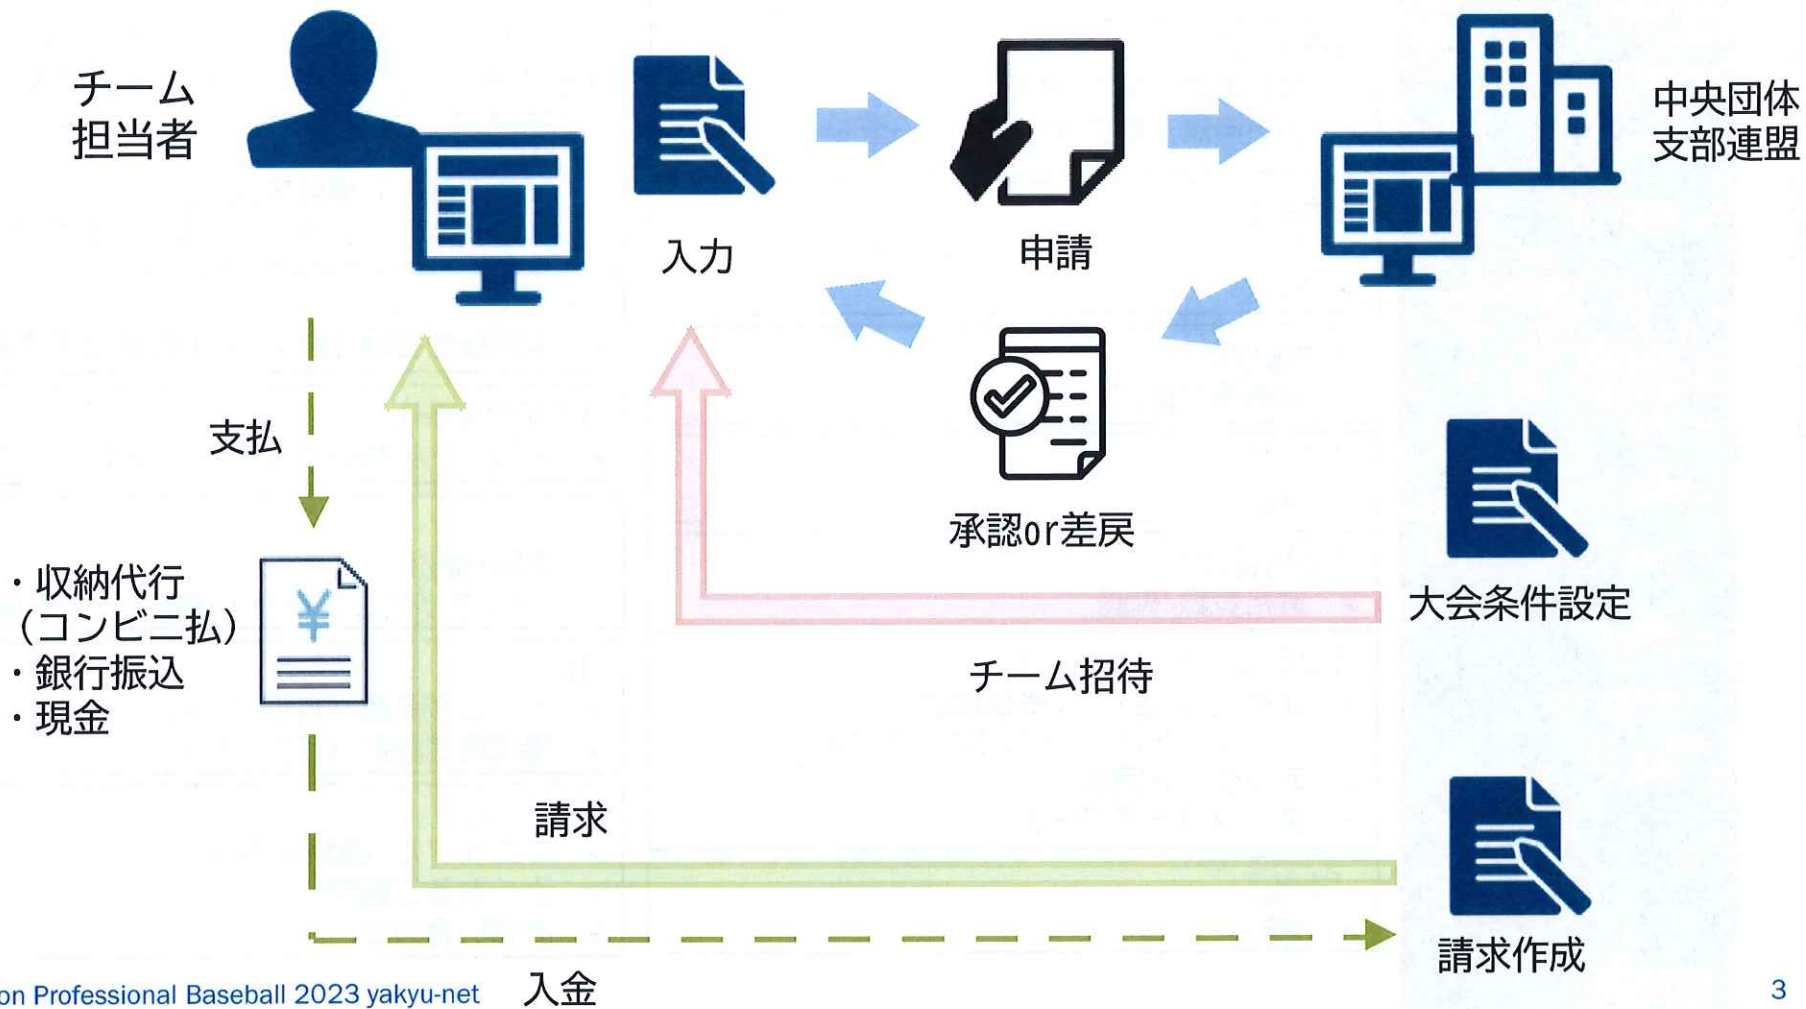 チーム
担当者
入力
申請
中央団体
支部連盟
承認or差戻
支払
・収納代行
（コンビニ払）
・銀行振込
・現金
¥
大会条件設定
チーム招待
請求
請求作成
入金
on Professional Baseball 2023 yakyu-net
3